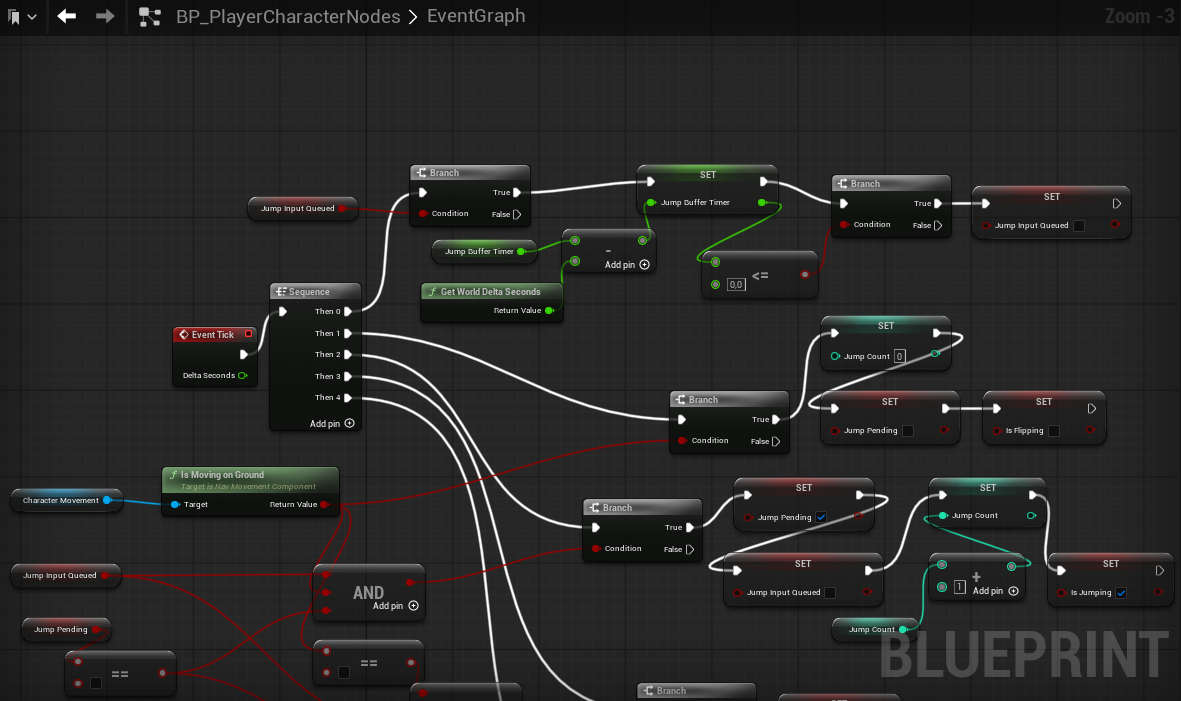 BP_PlayerCharacterNodes > EventGraph
Zoom -3
Branch
True
Condition
False
Jump Input Queued
SET
Jump Buffer Timer
Branch
True
Condition
False
SET
Jump Input Queued
Jump Buffer Timer
-
Add pin
0,0
<=
Get World Delta Seconds
Return Value
Sequence
Then 0
Then 1
Then 2
Then 3
Then 4
Add pin
Event Tick
Delta Seconds
SET
Jump Count 0
Branch
True
Condition
False
SET
Jump Pending
SET
Is Flipping
Is Moving on Ground
Target is Nav Movement Component
Target
Return Value
Character Movement
Branch
True
Condition
False
SET
Jump Pending
SET
Jump Count
SET
Jump Input Queued
1
+
Add pin
SET
Is Jumping
Jump Count
Jump Input Queued
AND
Add pin
Jump Pending
==
==
Branch
BLUEPRINT